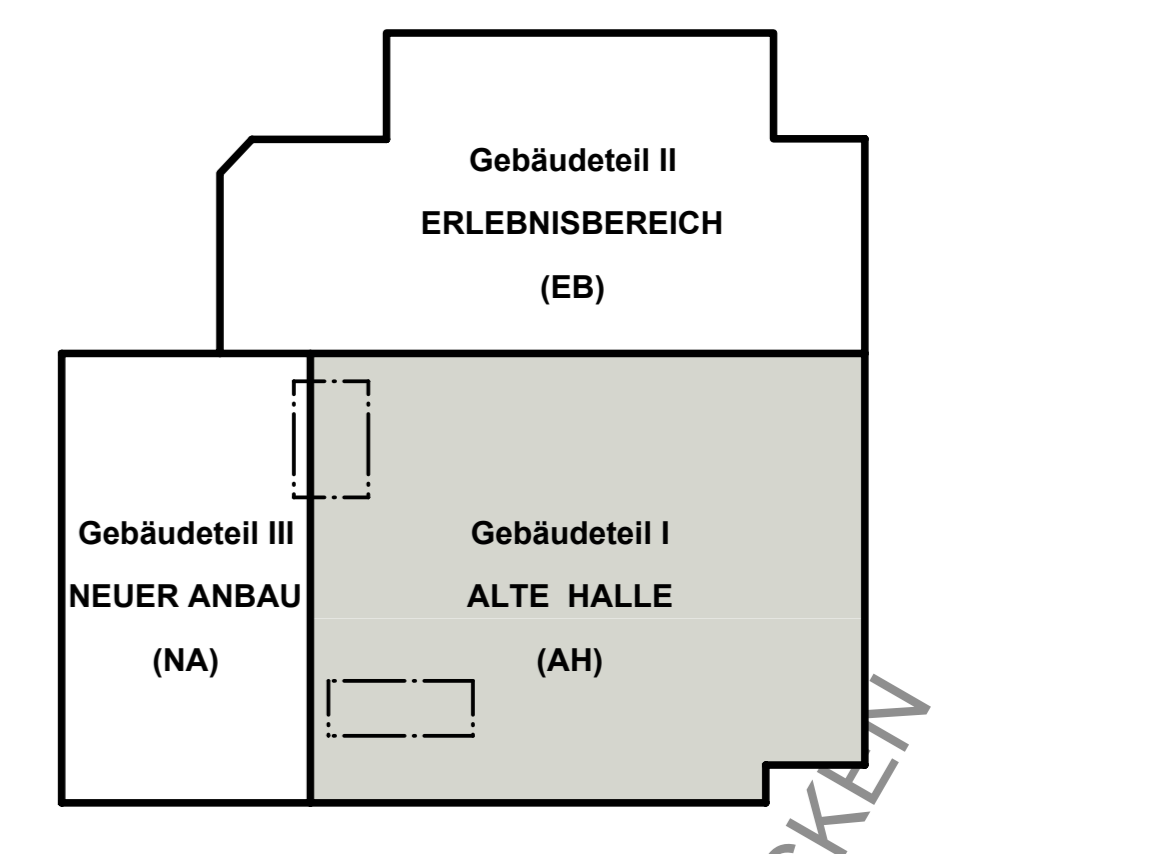 Gebäudeteil II
ERLEBNISBEREICH
(EB)
Gebäudeteil III
NEUER ANBAU
(NA)
Gebäudeteil I
ALTE HALLE
(AH)